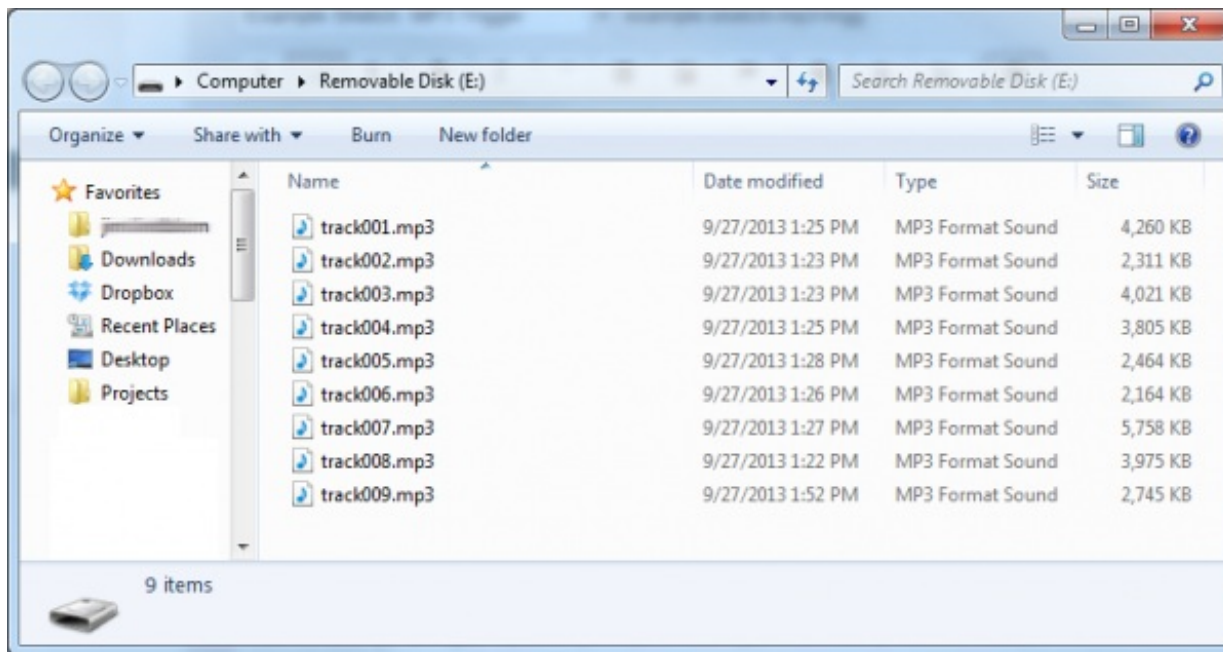 Computer Removable Disk (E:) Search Removable Disk (E:)
Organize Share with Burn New folder
Favorites
Downloads
Dropbox
Recent Places
Desktop
Projects
Name Date modified Type Size
track001.mp3 9/27/2013 1:25 PM MP3 Format Sound 4,260 KB
track002.mp3 9/27/2013 1:23 PM MP3 Format Sound 2,311 KB
track003.mp3 9/27/2013 1:23 PM MP3 Format Sound 4,021 KB
track004.mp3 9/27/2013 1:25 PM MP3 Format Sound 3,805 KB
track005.mp3 9/27/2013 1:28 PM MP3 Format Sound 2,464 KB
track006.mp3 9/27/2013 1:26 PM MP3 Format Sound 2,164 KB
track007.mp3 9/27/2013 1:27 PM MP3 Format Sound 5,758 KB
track008.mp3 9/27/2013 1:22 PM MP3 Format Sound 3,975 KB
track009.mp3 9/27/2013 1:52 PM MP3 Format Sound 2,745 KB
9 items